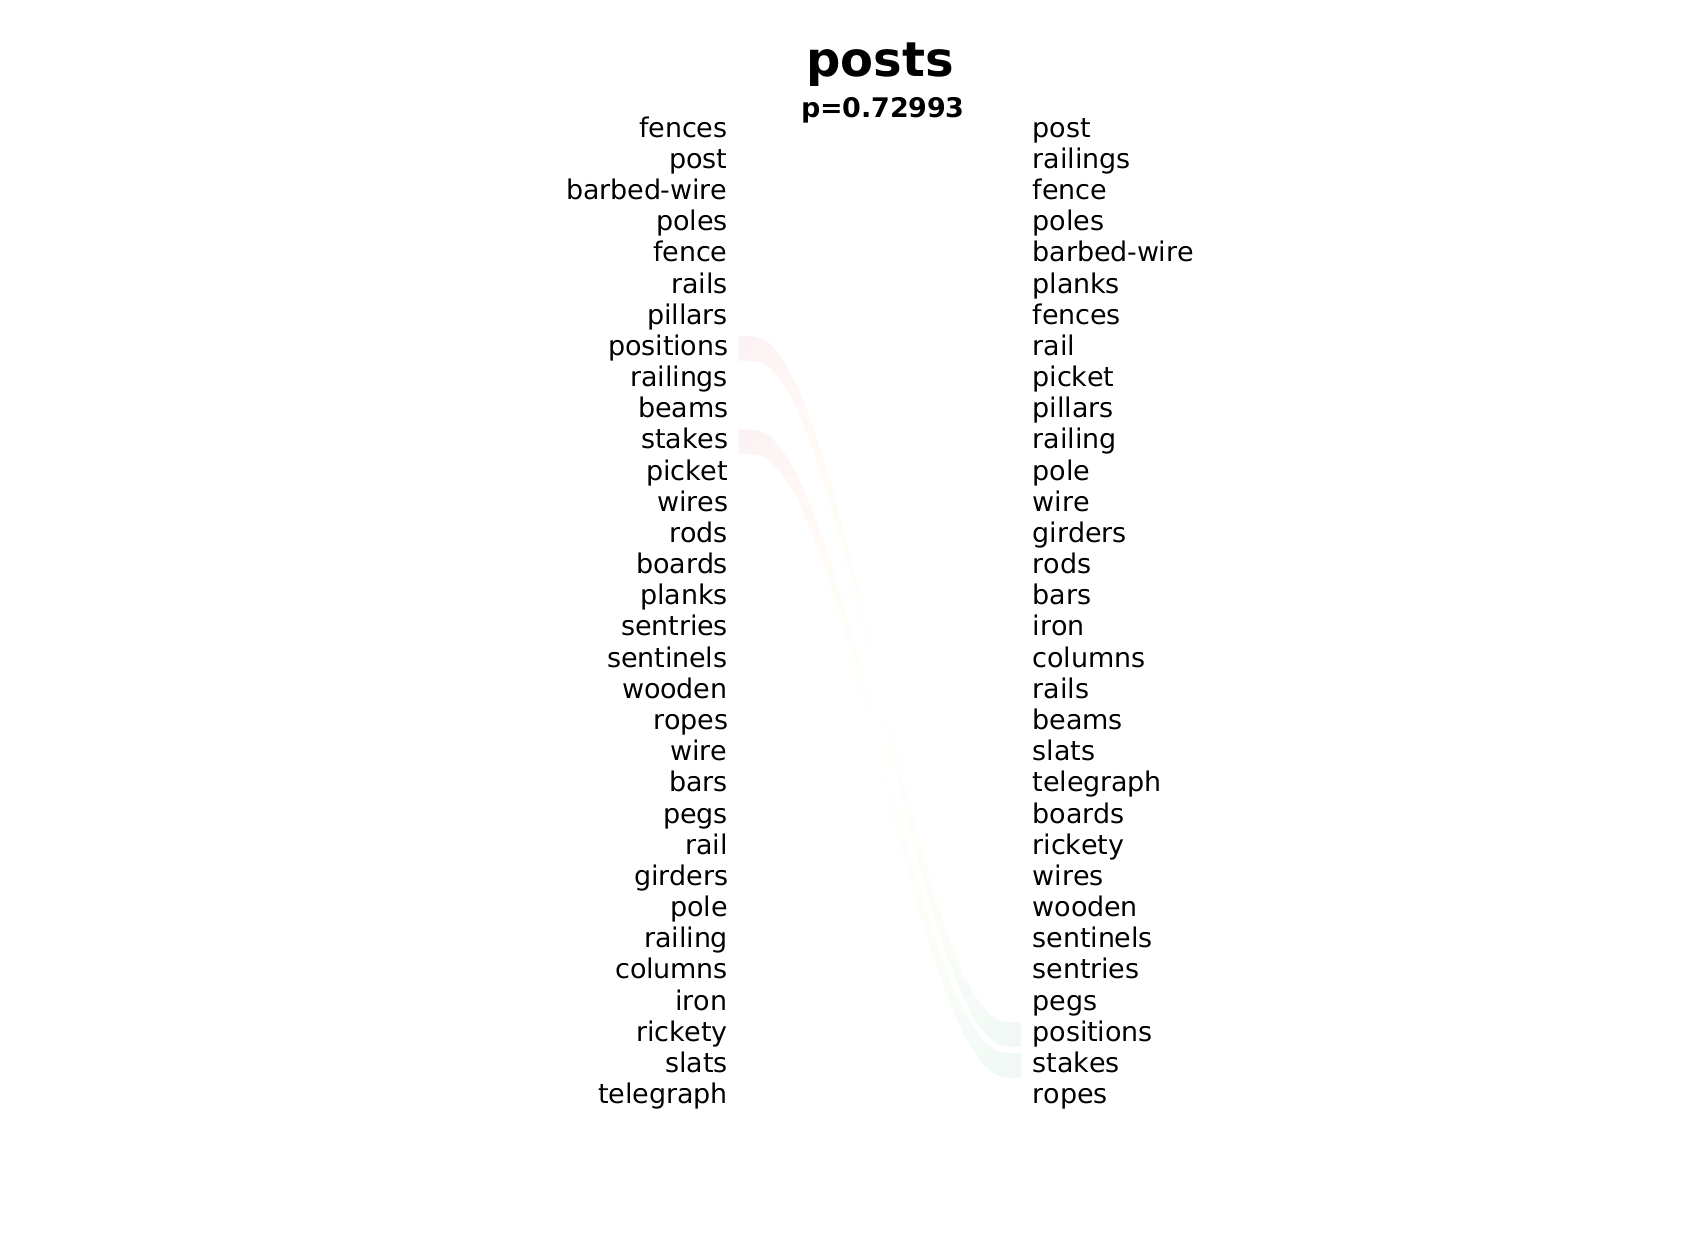 posts
p=0.72993
fences post
post railings
barbed-wire fence
poles poles
fence barbed-wire
rails planks
pillars fences
positions rail
railings picket
beams pillars
stakes railing
picket pole
wires wire
rods girders
boards rods
planks bars
sentries iron
sentinels columns
wooden rails
ropes beams
wire slats
bars telegraph
pegs boards
rail rickety
girders wires
pole wooden
railing sentinels
columns sentries
iron pegs
rickety positions
slats stakes
telegraph ropes